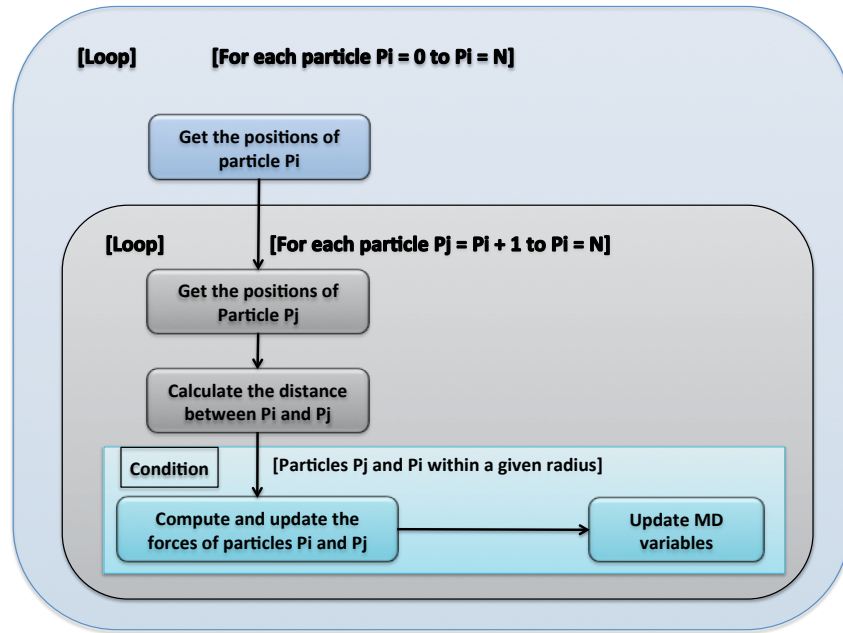 [Loop] [For each particle Pi = 0 to Pi = N]
Get the positions of
particle Pi
[Loop] [For each particle Pj = Pi + 1 to Pi = N]
Get the positions of
Particle Pj
Calculate the distance
between Pi and Pj
Condition [Particles Pj and Pi within a given radius]
Compute and update the
forces of particles Pi and Pj
Update MD
variables